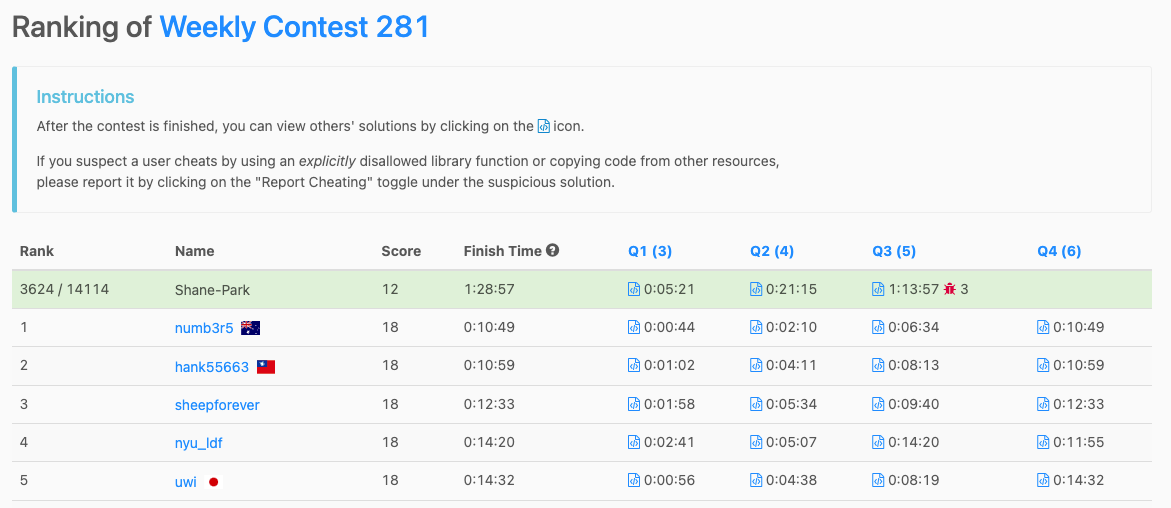 Ranking of Weekly Contest 281
Instructions
After the contest is finished, you can view others' solutions by clicking on the icon.
If you suspect a user cheats by using an explicitly disallowed library function or copying code from other resources,
please report it by clicking on the "Report Cheating" toggle under the suspicious solution.
Rank Name Score Finish Time Q1 (3) Q2 (4) Q3 (5) Q4 (6)
3624 / 14114 Shane-Park 12 1:28:57 0:05:21 0:21:15 1:13:57 3
1 numb3r5 18 0:10:49 0:00:44 0:02:10 0:06:34 0:10:49
2 hank55663 18 0:10:59 0:01:02 0:04:11 0:08:13 0:10:59
3 sheepforever 18 0:12:33 0:01:58 0:05:34 0:09:40 0:12:33
4 nyu_ldf 18 0:14:20 0:02:41 0:05:07 0:14:20 0:11:55
5 uwi 18 0:14:32 0:00:56 0:04:38 0:08:19 0:14:32